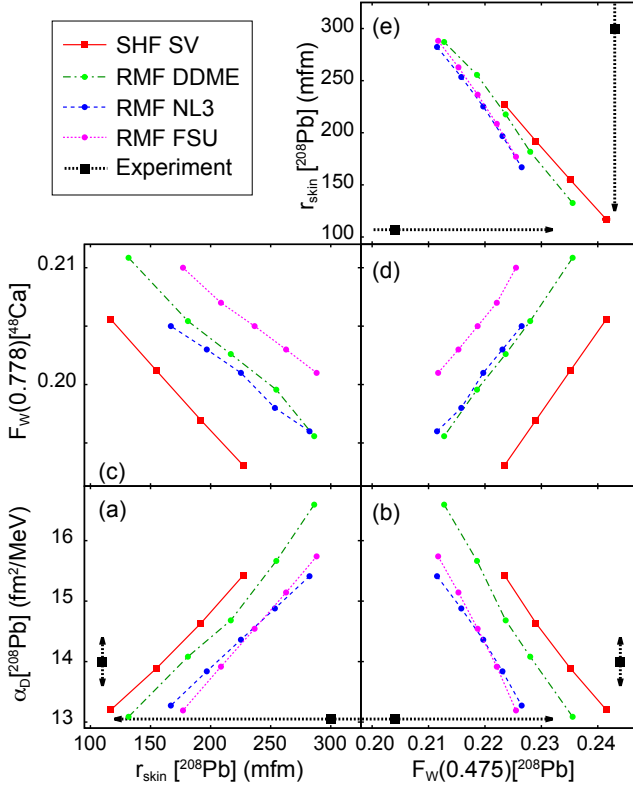 SHF SV
RMF DDME
RMF NL3
RMF FSU
Experiment
(e)
r_skin [²⁰⁸Pb] (mfm)
300
250
200
150
100
(c)
F_W(0.778)[⁴⁸Ca]
0.21
0.20
(d)
(a)
α_D[²⁰⁸Pb] (fm²/MeV)
16
15
14
13
100 150 200 250 300
r_skin [²⁰⁸Pb] (mfm)
(b)
0.20 0.21 0.22 0.23 0.24
F_W(0.475)[²⁰⁸Pb]